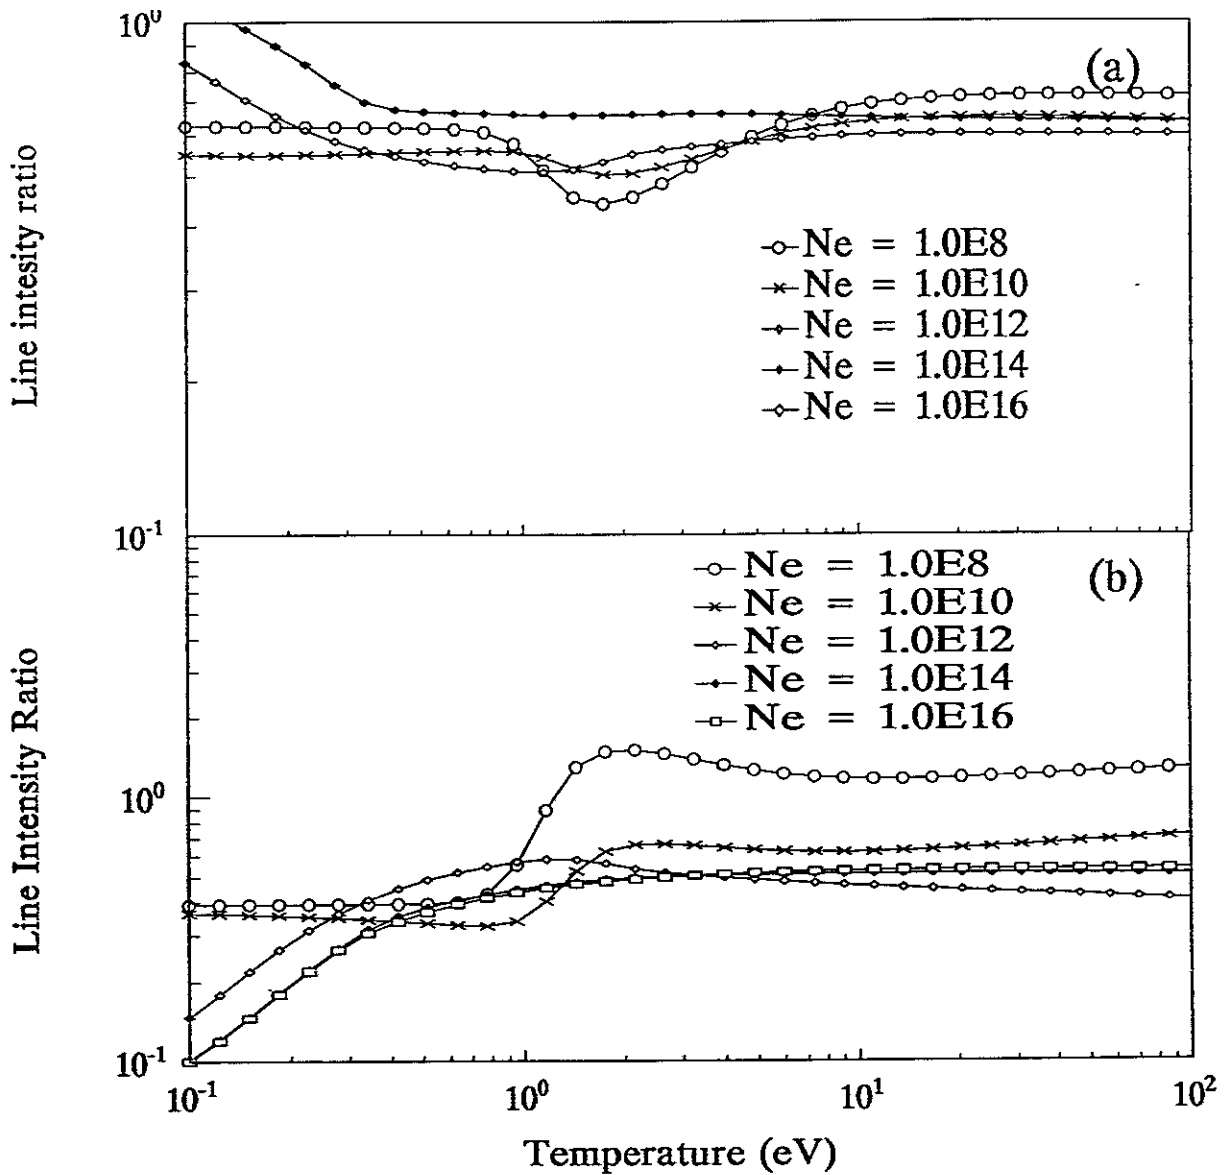 10⁰
(a)
Line intesity ratio
Ne = 1.0E8
Ne = 1.0E10
Ne = 1.0E12
Ne = 1.0E14
Ne = 1.0E16
10⁻¹
Ne = 1.0E8
(b)
Ne = 1.0E10
Ne = 1.0E12
Ne = 1.0E14
Ne = 1.0E16
Line Intensity Ratio
10⁰
10⁻¹
10⁻¹ 10⁰ 10¹ 10²
Temperature (eV)